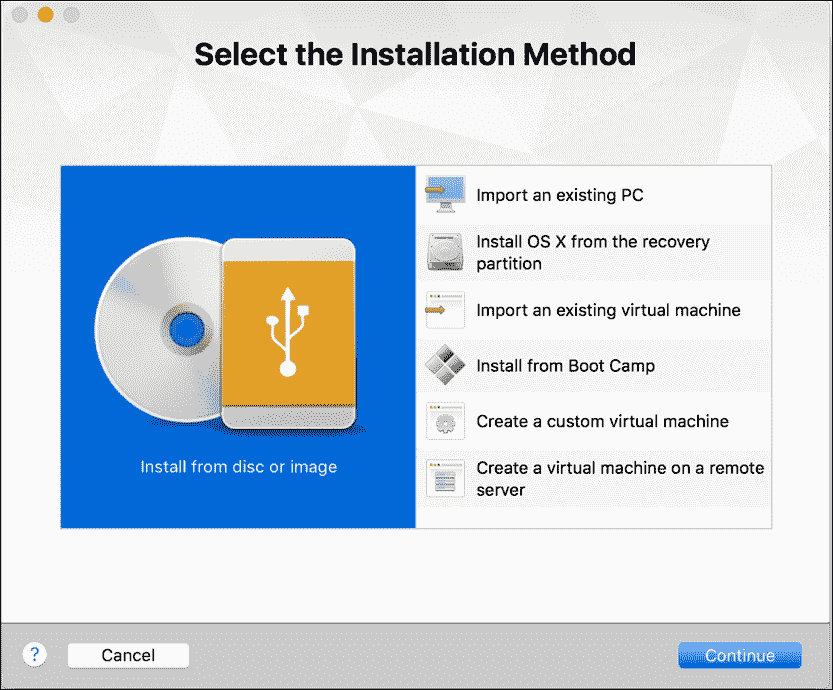 Select the Installation Method
Import an existing PC
Install OS X from the recovery
partition
Import an existing virtual machine
Install from Boot Camp
Create a custom virtual machine
Create a virtual machine on a remote
server
Install from disc or image
?
Cancel
Continue